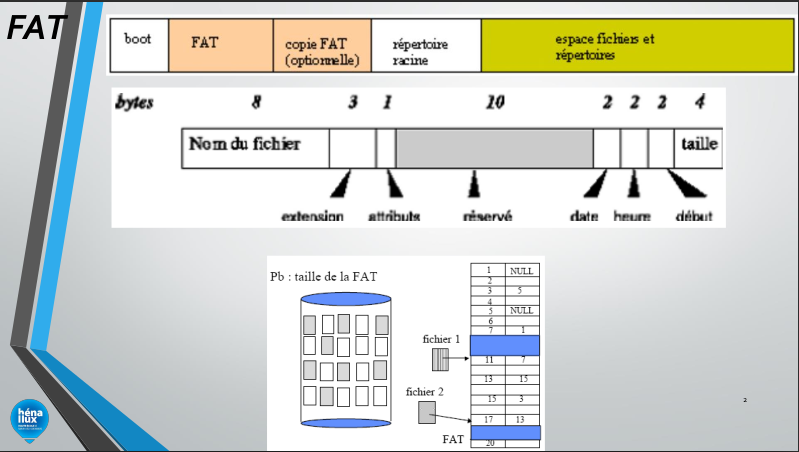 FAT
boot
FAT
copie FAT
(optionnelle)
répertoire
racine
espace fichiers et
répertoires
bytes 8 3 1 10 2 2 2 4
Nom du fichier
taille
extension attributs réservé date heure début
Pb : taille de la FAT
1 NULL
2
3 5
4
5 NULL
6
7 1
fichier 1
11 7
13 15
fichier 2
15 3
17 13
FAT
20
2
héna
llux